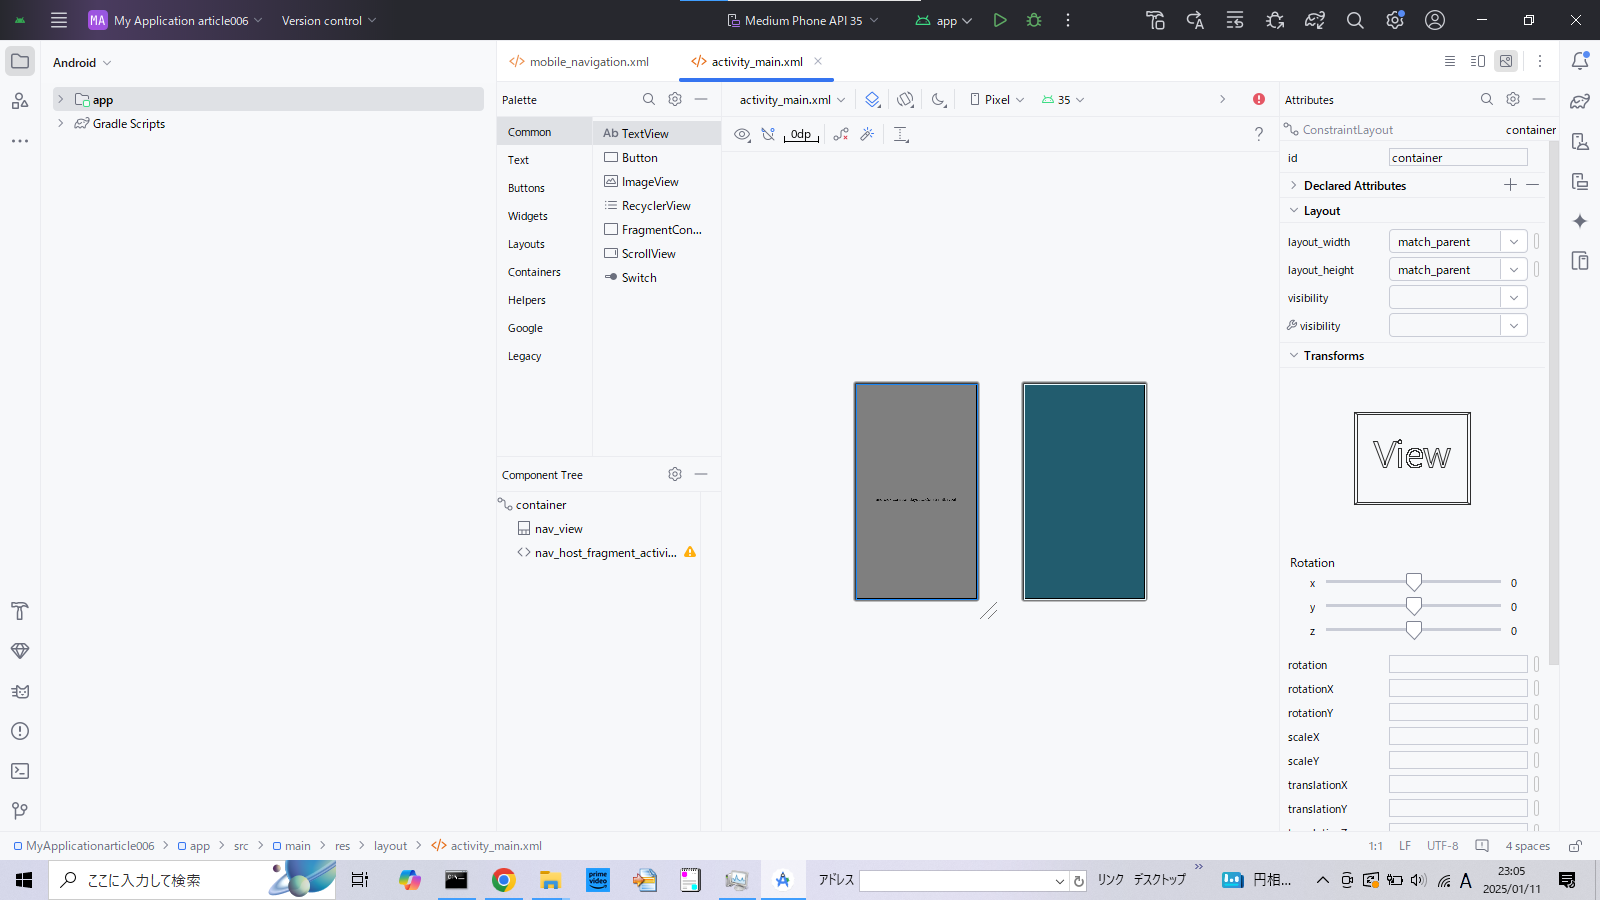 MA My Application article006 Version control Medium Phone API 35 app
Android
mobile_navigation.xml activity_main.xml
app
Gradle Scripts
Palette
Common
Text
Buttons
Widgets
Layouts
Containers
Helpers
Google
Legacy
Ab TextView
Button
ImageView
RecyclerView
FragmentCon...
ScrollView
Switch
Component Tree
container
nav_view
nav_host_fragment_activi...
activity_main.xml Pixel 35
0dp ?
View
Attributes
ConstraintLayout container
id container
Declared Attributes
Layout
layout_width match_parent
layout_height match_parent
visibility
visibility
Transforms
Rotation
x 0
y 0
z 0
rotation
rotationX
rotationY
scaleX
scaleY
translationX
translationY
MyApplicationarticle006 app src main res layout activity_main.xml 1:1 LF UTF-8 4 spaces
ここに入力して検索 prime video アドレス リンク デスクトップ 円相... A 23:05
2025/01/11